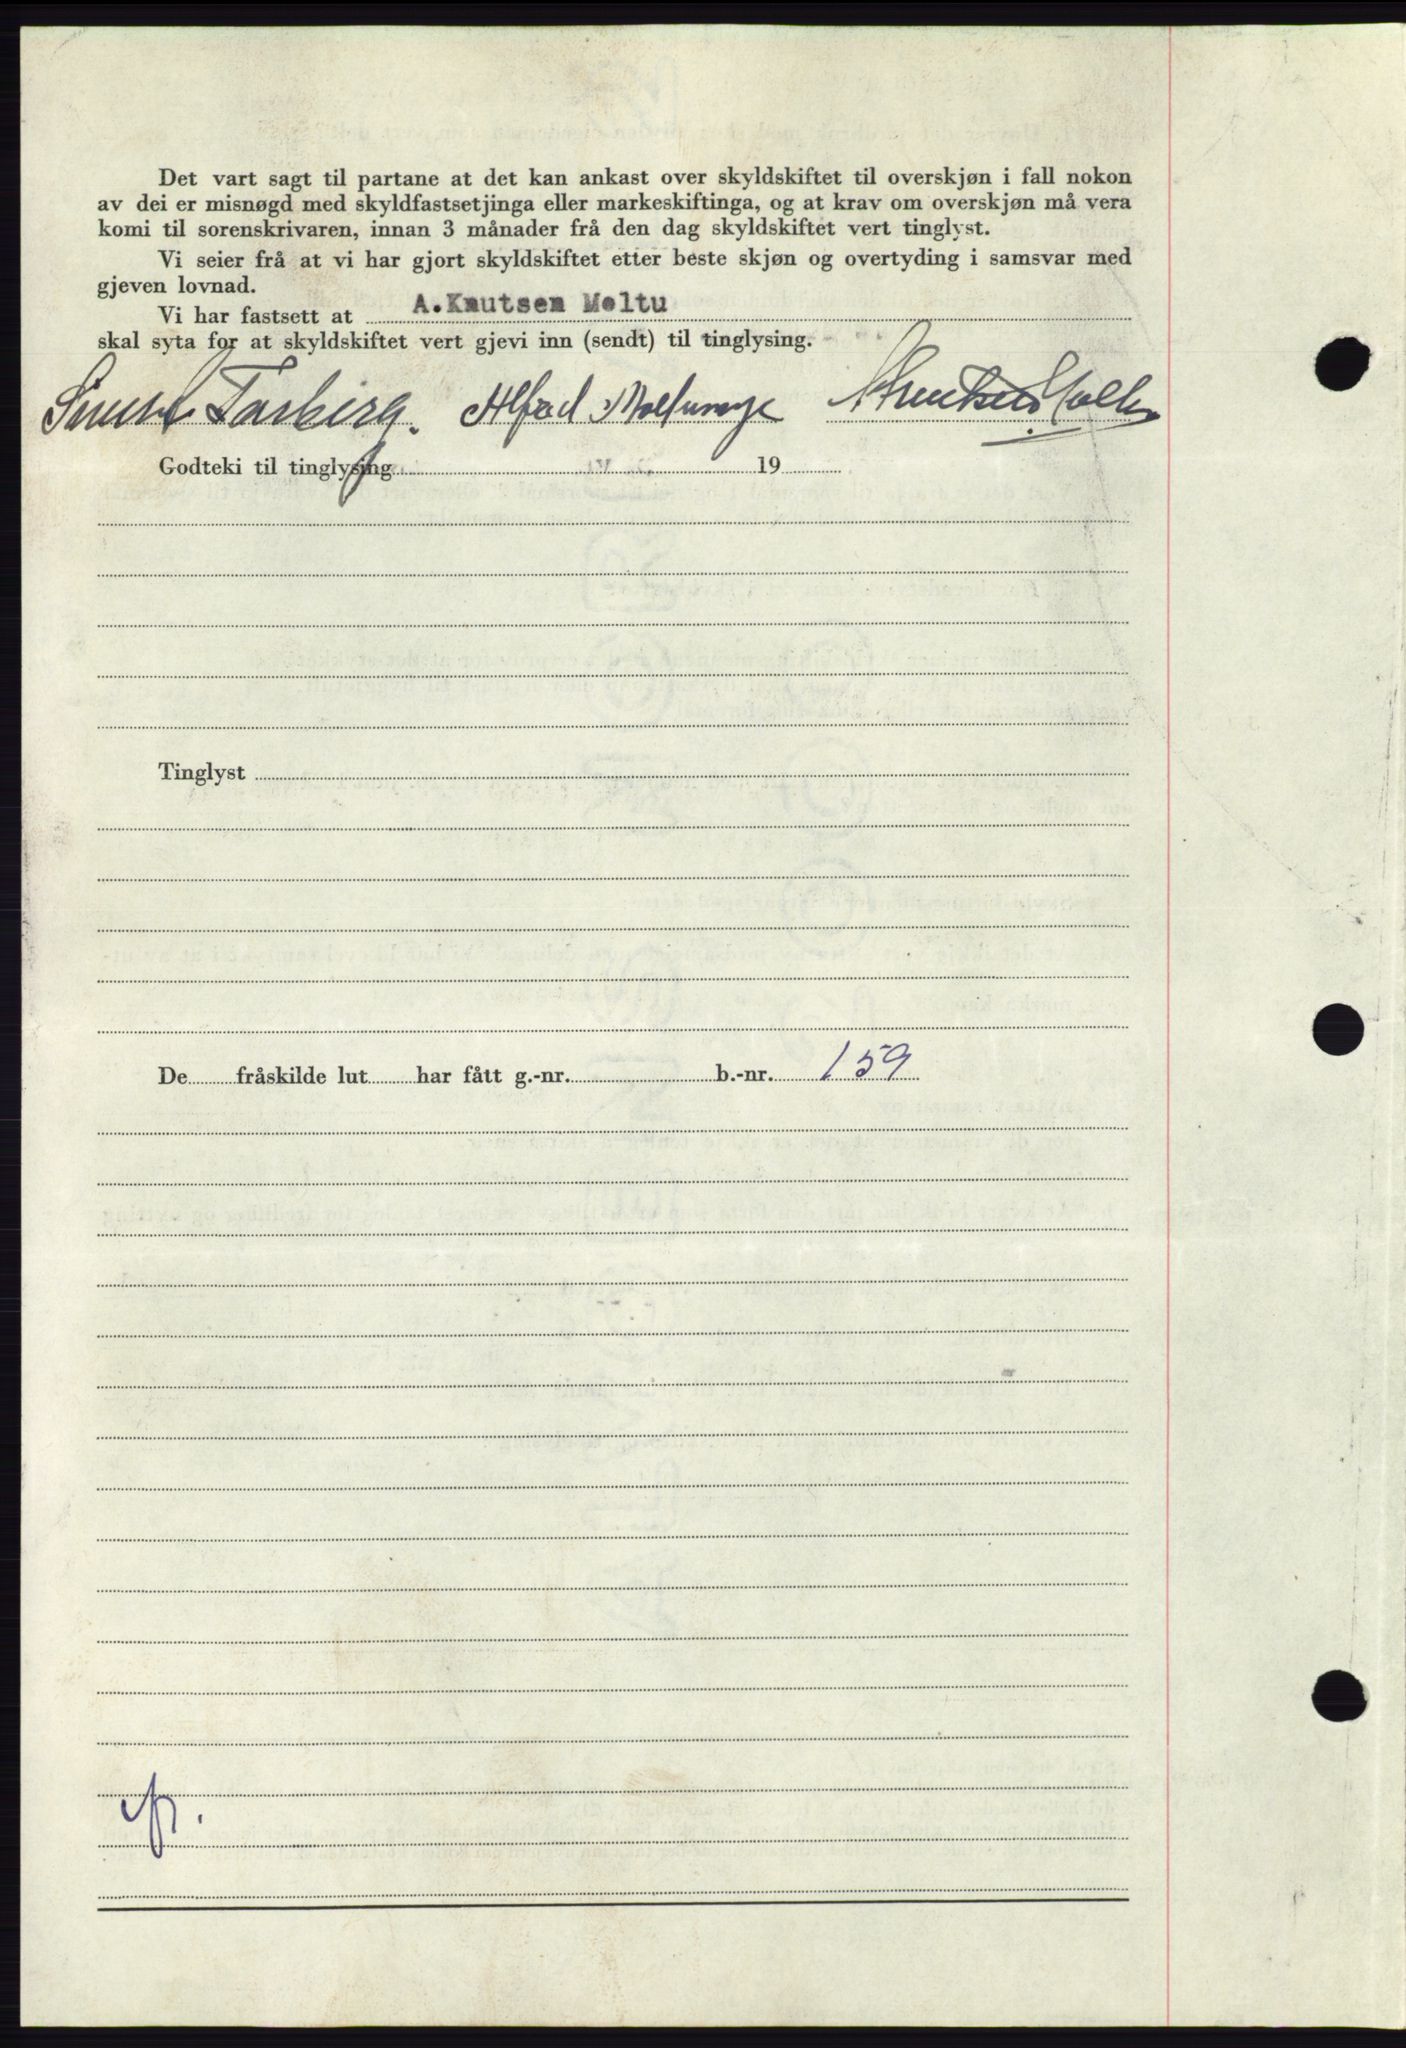 Det vart sagt til partane at det kan ankast over skyldskiftet til overskjøn i fall nokon
av dei er misnøgd med skyldfastsetjinga eller markeskiftinga, og at krav om overskjøn må vera
komi til sorenskrivaren, innan 3 månader frå den dag skyldskiftet vert tinglyst.
Vi seier frå at vi har gjort skyldskiftet etter beste skjøn og overtyding i samsvar med
gjeven lovnad.
Vi har fastsett at A.Knutsen Moltu
skal syta for at skyldskiftet vert gjevi inn (sendt) til tinglysing.
Tarberg. Alfred
Godteki til tinglysing 19
Tinglyst
De fråskilde lut har fått g.-nr. b.-nr. 159